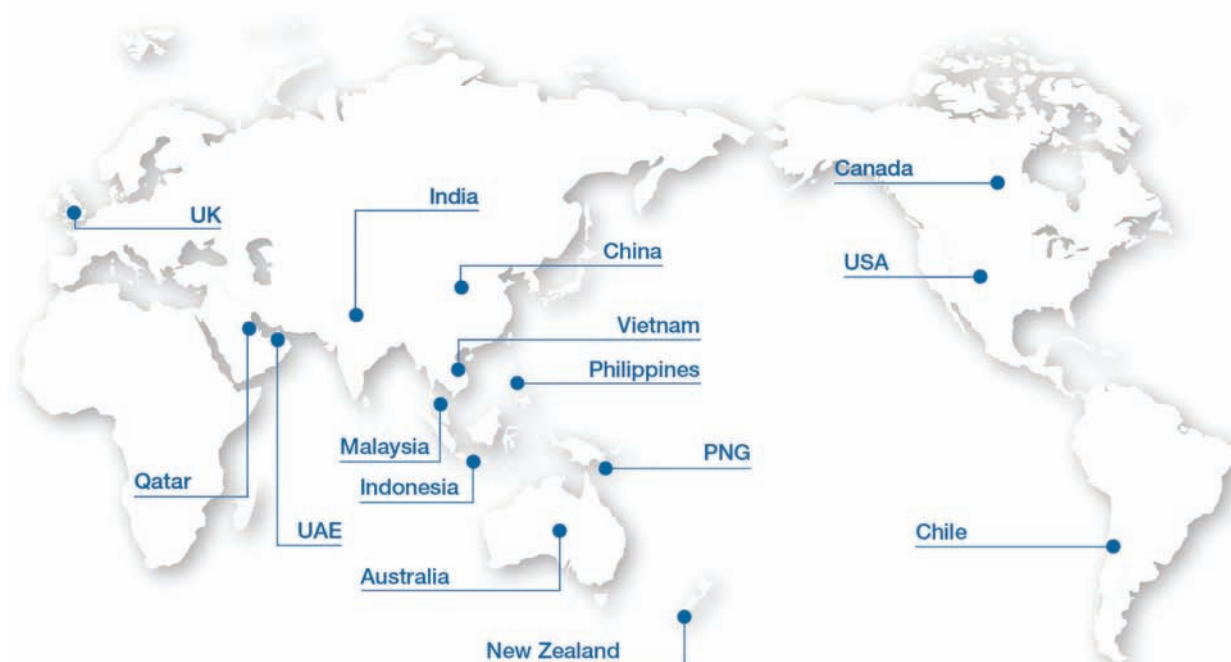 Canada
India
UK
China
USA
Vietnam
Philippines
Malaysia
PNG
Qatar
Indonesia
UAE
Chile
Australia
New Zealand